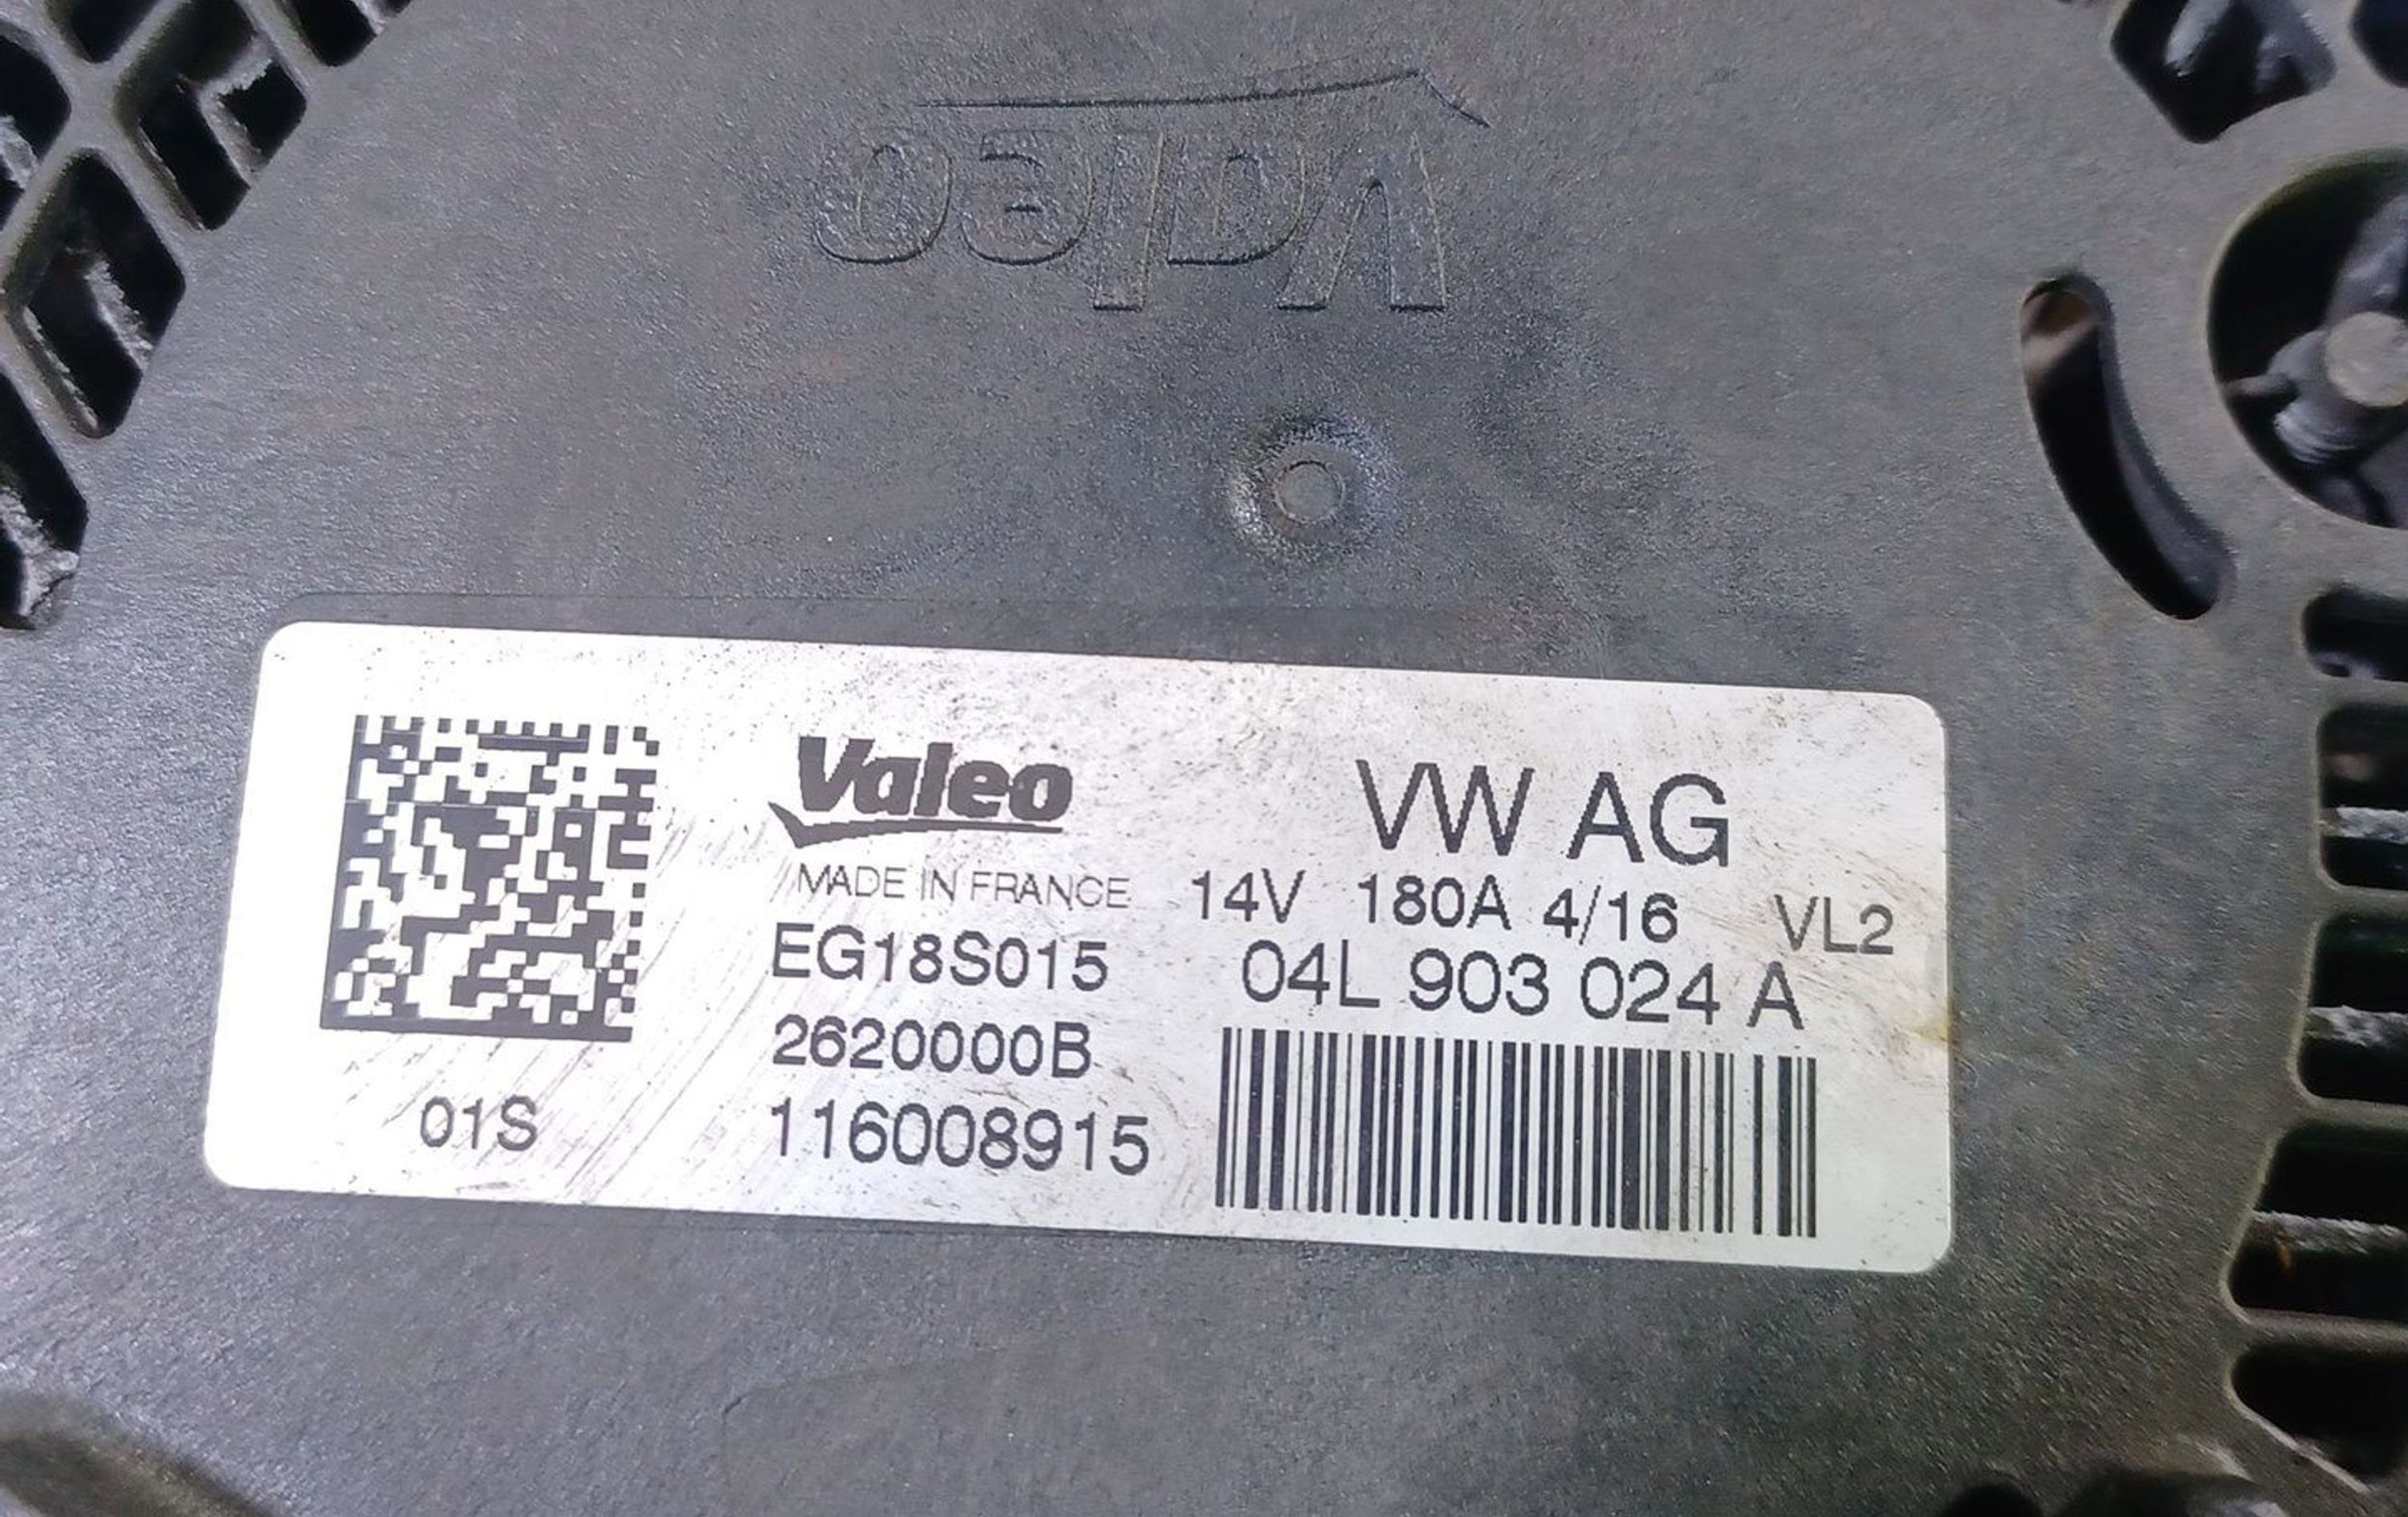 valeo
Valeo
MADE IN FRANCE
EG18S015
2620000B
116008915
01S
VW AG
14V 180A 4/16 VL2
04L 903 024 A